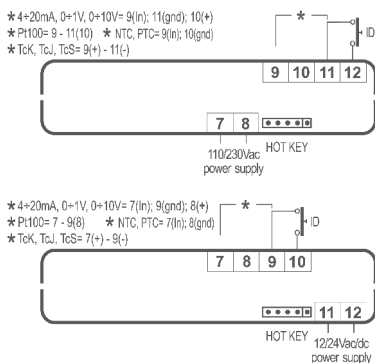 * 4÷20mA, 0÷1V, 0÷10V= 9(In); 11(gnd); 10(+)
* Pt100= 9 - 11(10) * NTC, PTC= 9(In); 10(gnd)
* TcK, TcJ, TcS= 9(+) - 11(-)
*
ID
9 10 11 12
7 8
HOT KEY
110/230Vac
power supply
* 4÷20mA, 0÷1V, 0÷10V= 7(In); 9(gnd); 8(+)
* Pt100= 7 - 9(8) * NTC, PTC= 7(In); 8(gnd)
* TcK, TcJ, TcS= 7(+) - 9(-)
*
ID
7 8 9 10
11 12
HOT KEY
12/24Vac/dc
power supply